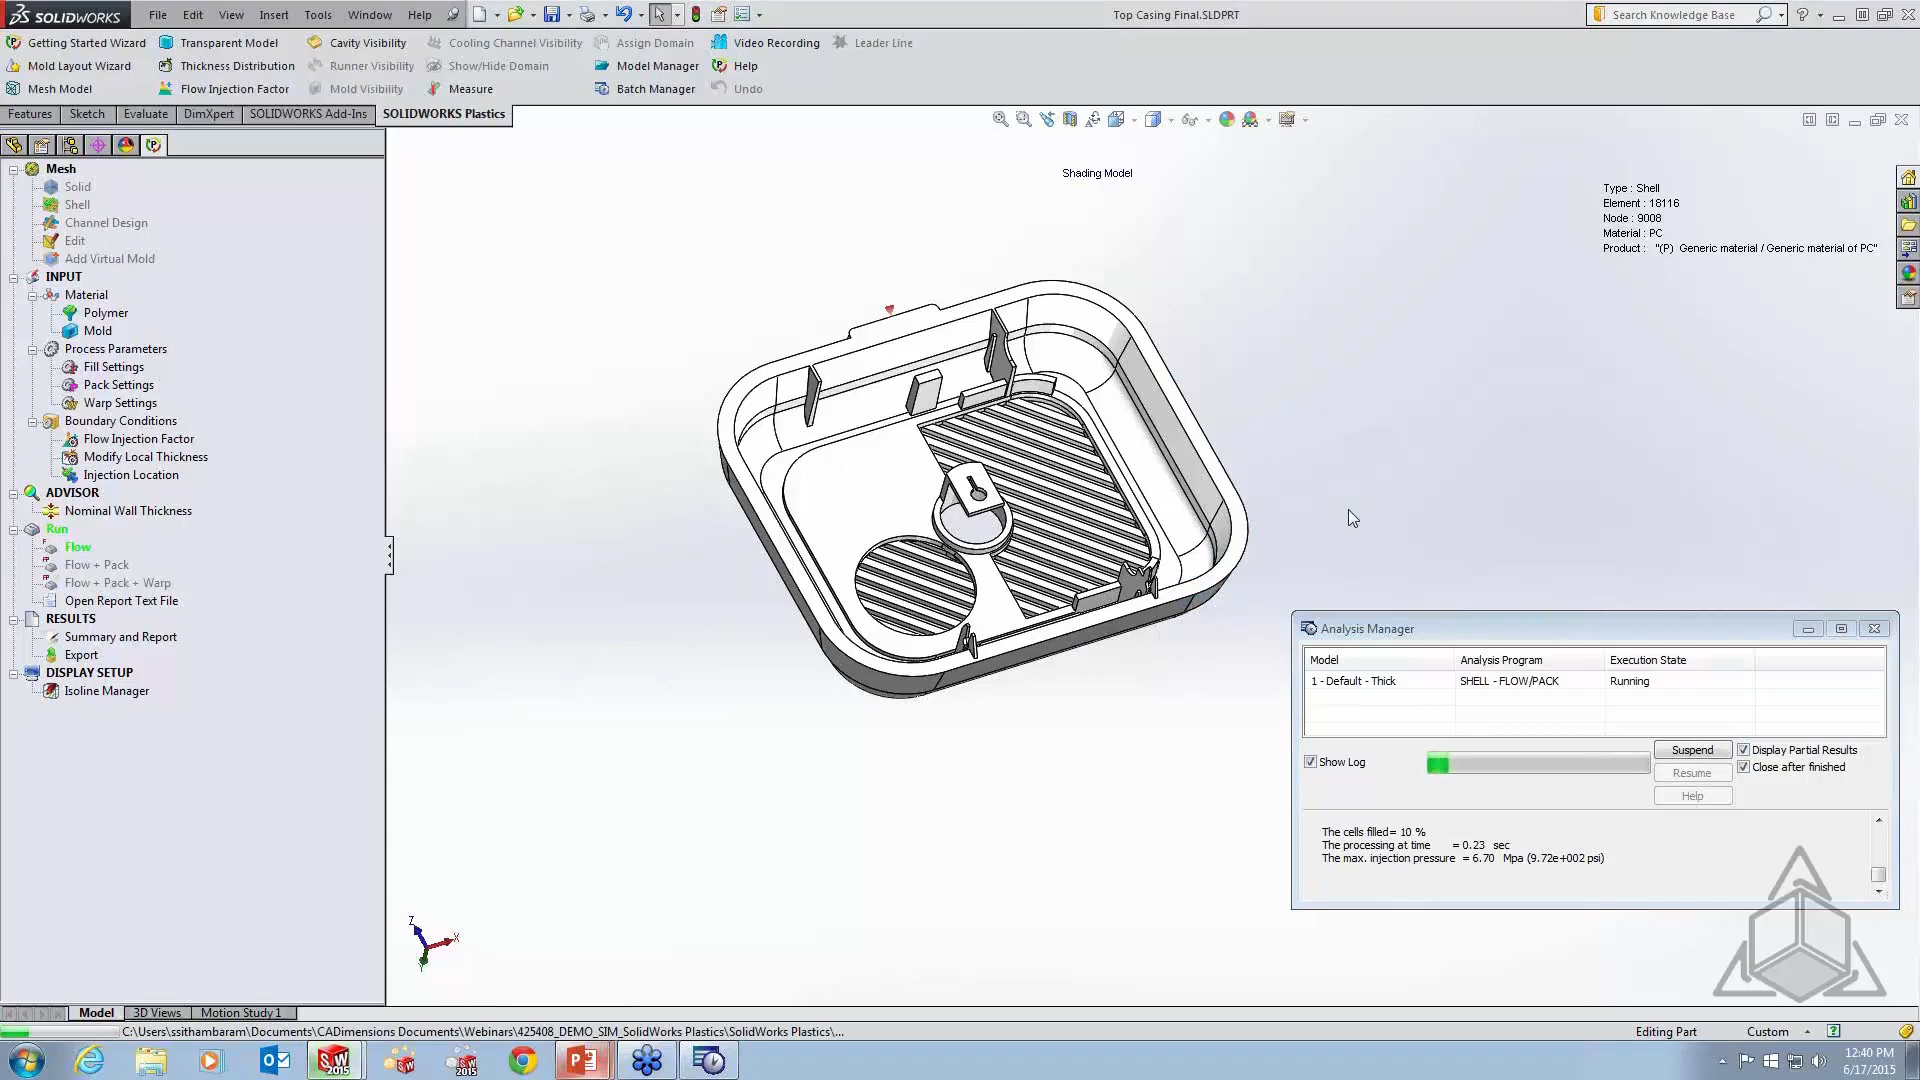 SOLIDWORKS File Edit View Insert Tools Window Help Top Casing Final.SLDPRT Search Knowledge Base
Getting Started Wizard Transparent Model Cavity Visibility Cooling Channel Visibility Assign Domain Video Recording Leader Line
Mold Layout Wizard Thickness Distribution Runner Visibility Show/Hide Domain Model Manager Help
Mesh Model Flow Injection Factor Mold Visibility Measure Batch Manager Undo
Features Sketch Evaluate DimXpert SOLIDWORKS Add-Ins SOLIDWORKS Plastics
Mesh
Solid
Shell
Channel Design
Edit
Add Virtual Mold
INPUT
Material
Polymer
Mold
Process Parameters
Fill Settings
Pack Settings
Warp Settings
Boundary Conditions
Flow Injection Factor
Modify Local Thickness
Injection Location
ADVISOR
Nominal Wall Thickness
Run
Flow
Flow + Pack
Flow + Pack + Warp
Open Report Text File
RESULTS
Summary and Report
Export
DISPLAY SETUP
Isoline Manager
Shading Model
Type : Shell
Element : 18116
Node : 9008
Material : PC
Product : "(P) Generic material / Generic material of PC"
Analysis Manager
Model Analysis Program Execution State
1 - Default - Thick SHELL - FLOW/PACK Running
Show Log Suspend Display Partial Results
Resume Close after finished
Help
The cells filled= 10 %
The processing at time = 0.23 sec
The max. injection pressure = 6.70 Mpa (9.72e+002 psi)
Z
X
Y
Model 3D Views Motion Study 1
C:\Users\ssithambaram\Documents\CADimensions Documents\Webinars\425408_DEMO_SIM_SolidWorks Plastics\SolidWorks Plastics\... Editing Part Custom
SW 2015
2015
12:40 PM
6/17/2015